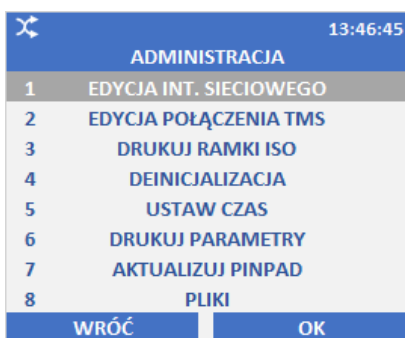 13:46:45
ADMINISTRACJA
1 EDYCJA INT. SIECIOWEGO
2 EDYCJA POŁĄCZENIA TMS
3 DRUKUJ RAMKI ISO
4 DEINICJALIZACJA
5 USTAW CZAS
6 DRUKUJ PARAMETRY
7 AKTUALIZUJ PINPAD
8 PLIKI
WRÓĆ OK